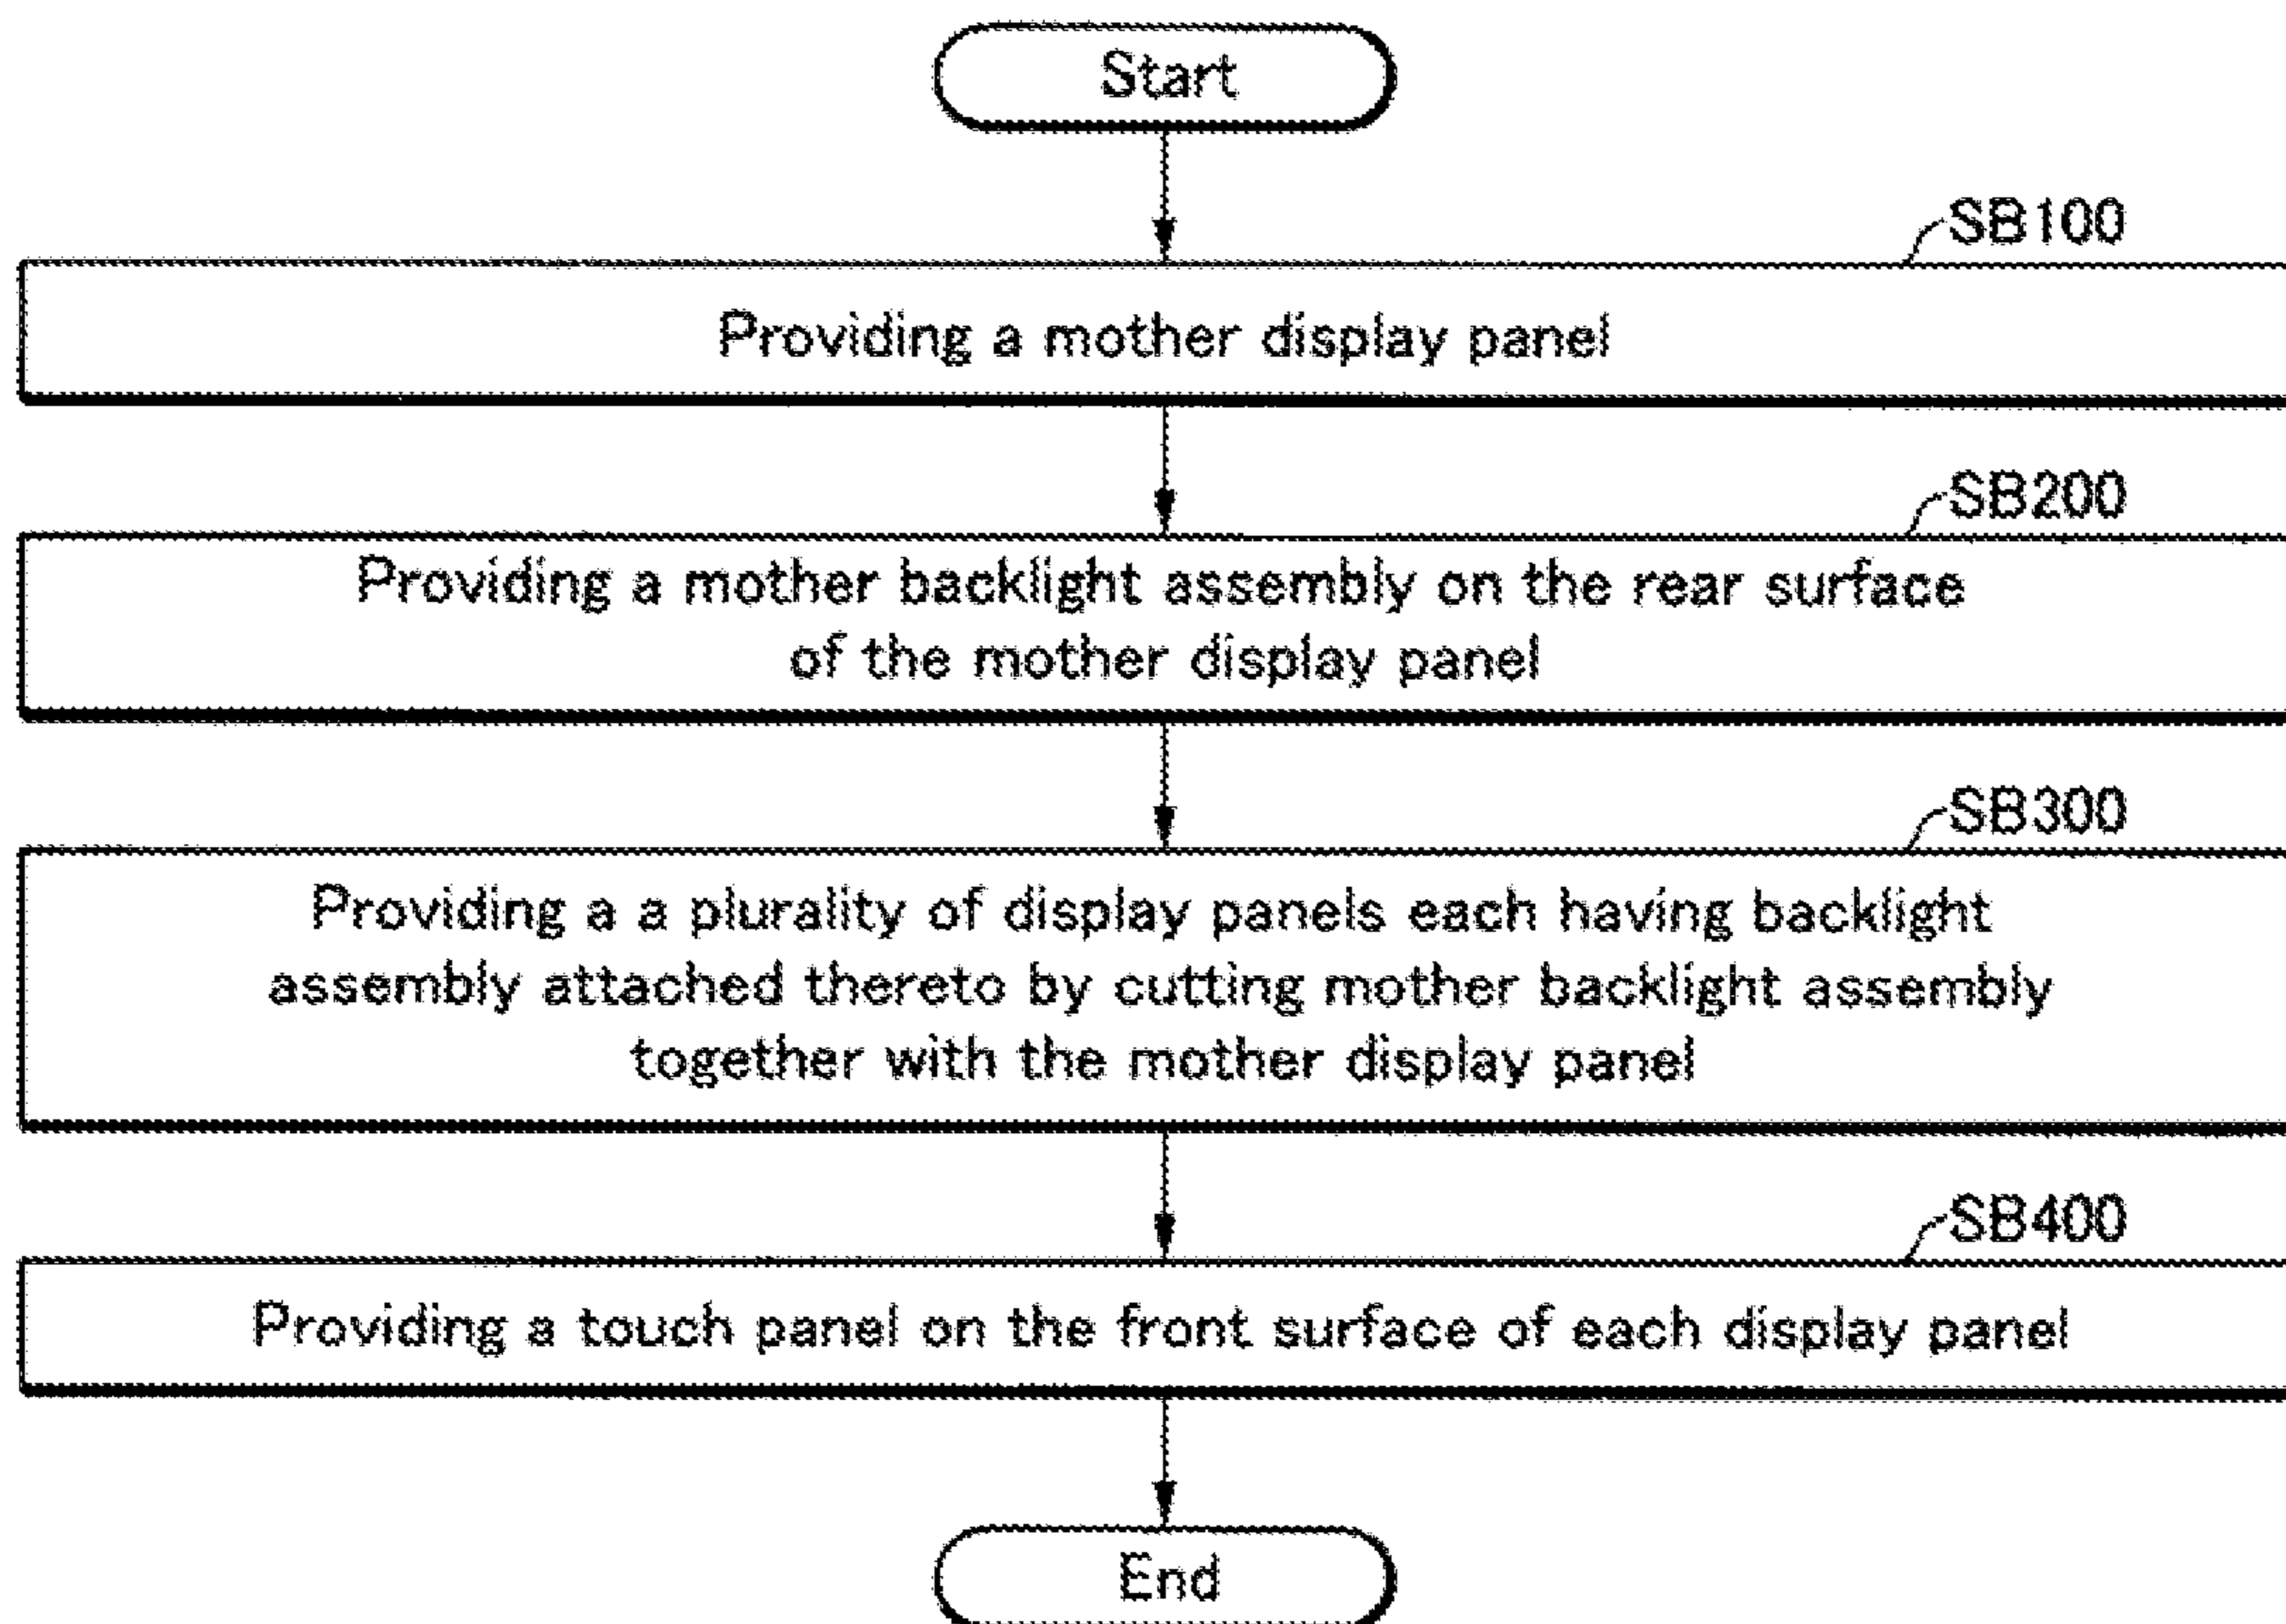 Start
SB100
Providing a mother display panel
SB200
Providing a mother backlight assembly on the rear surface
of the mother display panel
SB300
Providing a a plurality of display panels each having backlight
assembly attached thereto by cutting mother backlight assembly
together with the mother display panel
SB400
Providing a touch panel on the front surface of each display panel
End